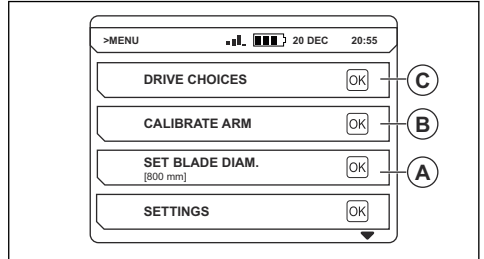 >MENU 20 DEC 20:55
DRIVE CHOICES OK C
CALIBRATE ARM OK B
SET BLADE DIAM. OK A
[800 mm]
SETTINGS OK